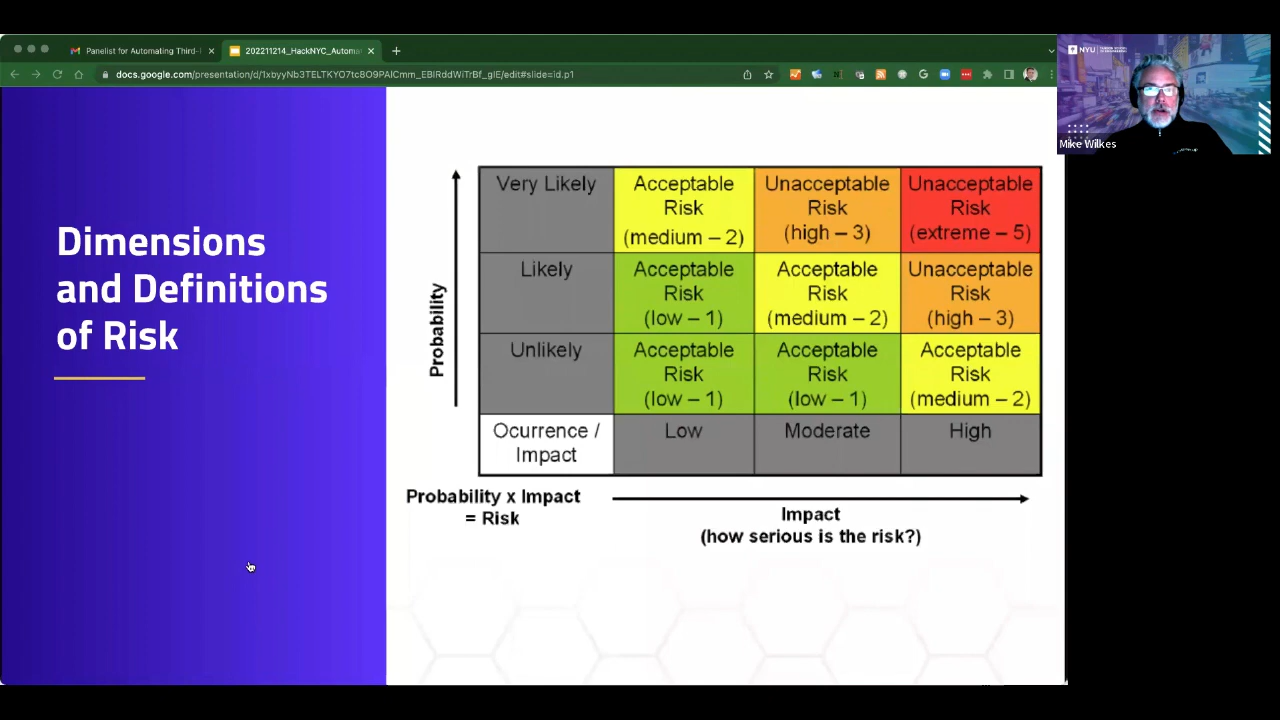 Panelist for Automating Third-
202211214_HackNYC_Automa
docs.google.com/presentation/d/1xbyyNb3TELTKYO7tc8O9PAlCmm_EBlRddWiTrBf_glE/edit#slide=id.p1
NYU
Mike Wilkes
Dimensions
and Definitions
of Risk
Probability
Very Likely
Acceptable
Risk
(medium – 2)
Unacceptable
Risk
(high – 3)
Unacceptable
Risk
(extreme – 5)
Likely
Acceptable
Risk
(low – 1)
Acceptable
Risk
(medium – 2)
Unacceptable
Risk
(high – 3)
Unlikely
Acceptable
Risk
(low – 1)
Acceptable
Risk
(low – 1)
Acceptable
Risk
(medium – 2)
Ocurrence /
Impact
Low
Moderate
High
Probability x Impact
= Risk
Impact
(how serious is the risk?)